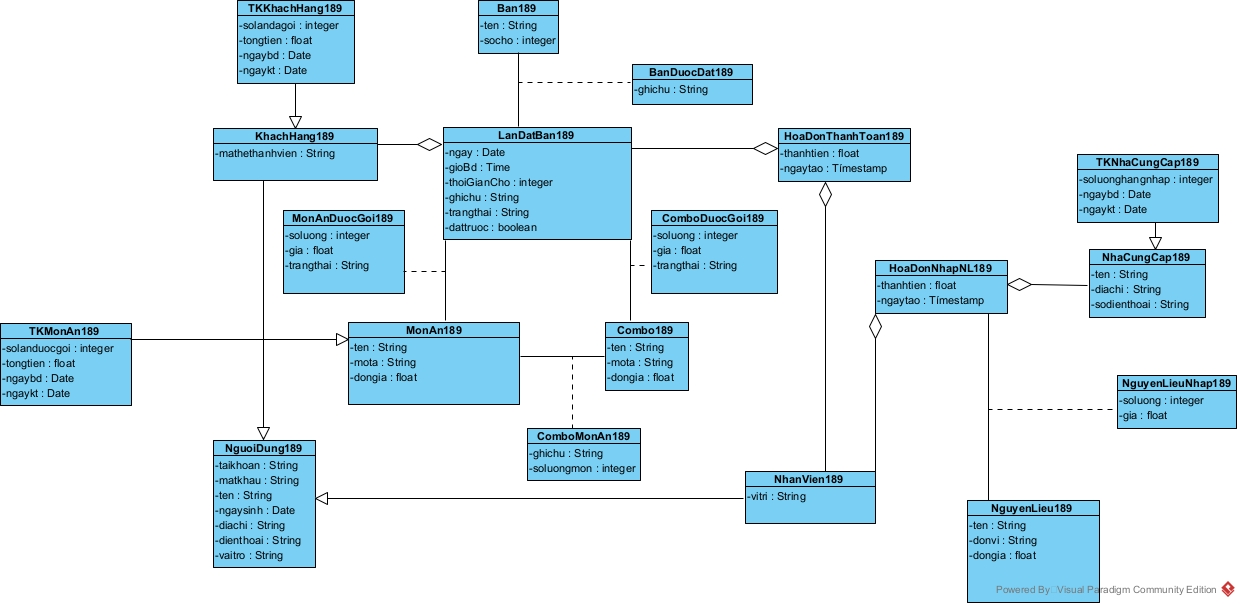 TKKhachHang189
-solandagoi : integer
-tongtien : float
-ngaybd : Date
-ngaykt : Date
Ban189
-ten : String
-socho : integer
BanDuocDat189
-ghichu : String
KhachHang189
-mathethanhvien : String
LanDatBan189
-ngay : Date
-gioBd : Time
-thoiGianCho : integer
-ghichu : String
-trangthai : String
-dattruoc : boolean
HoaDonThanhToan189
-thanhtien : float
-ngaytao : Tímestamp
TKNhaCungCap189
-soluonghangnhap : integer
-ngaybd : Date
-ngaykt : Date
MonAnDuocGoi189
-soluong : integer
-gia : float
-trangthai : String
ComboDuocGoi189
-soluong : integer
-gia : float
-trangthai : String
NhaCungCap189
-ten : String
-diachi : String
-sodienthoai : String
HoaDonNhapNL189
-thanhtien : float
-ngaytao : Tímestamp
TKMonAn189
-solanduocgoi : integer
-tongtien : float
-ngaybd : Date
-ngaykt : Date
MonAn189
-ten : String
-mota : String
-dongia : float
Combo189
-ten : String
-mota : String
-dongia : float
NguyenLieuNhap189
-soluong : integer
-gia : float
ComboMonAn189
-ghichu : String
-soluongmon : integer
NguoiDung189
-taikhoan : String
-matkhau : String
-ten : String
-ngaysinh : Date
-diachi : String
-dienthoai : String
-vaitro : String
NhanVien189
-vitri : String
NguyenLieu189
-ten : String
-donvi : String
-dongia : float
Powered By Visual Paradigm Community Edition